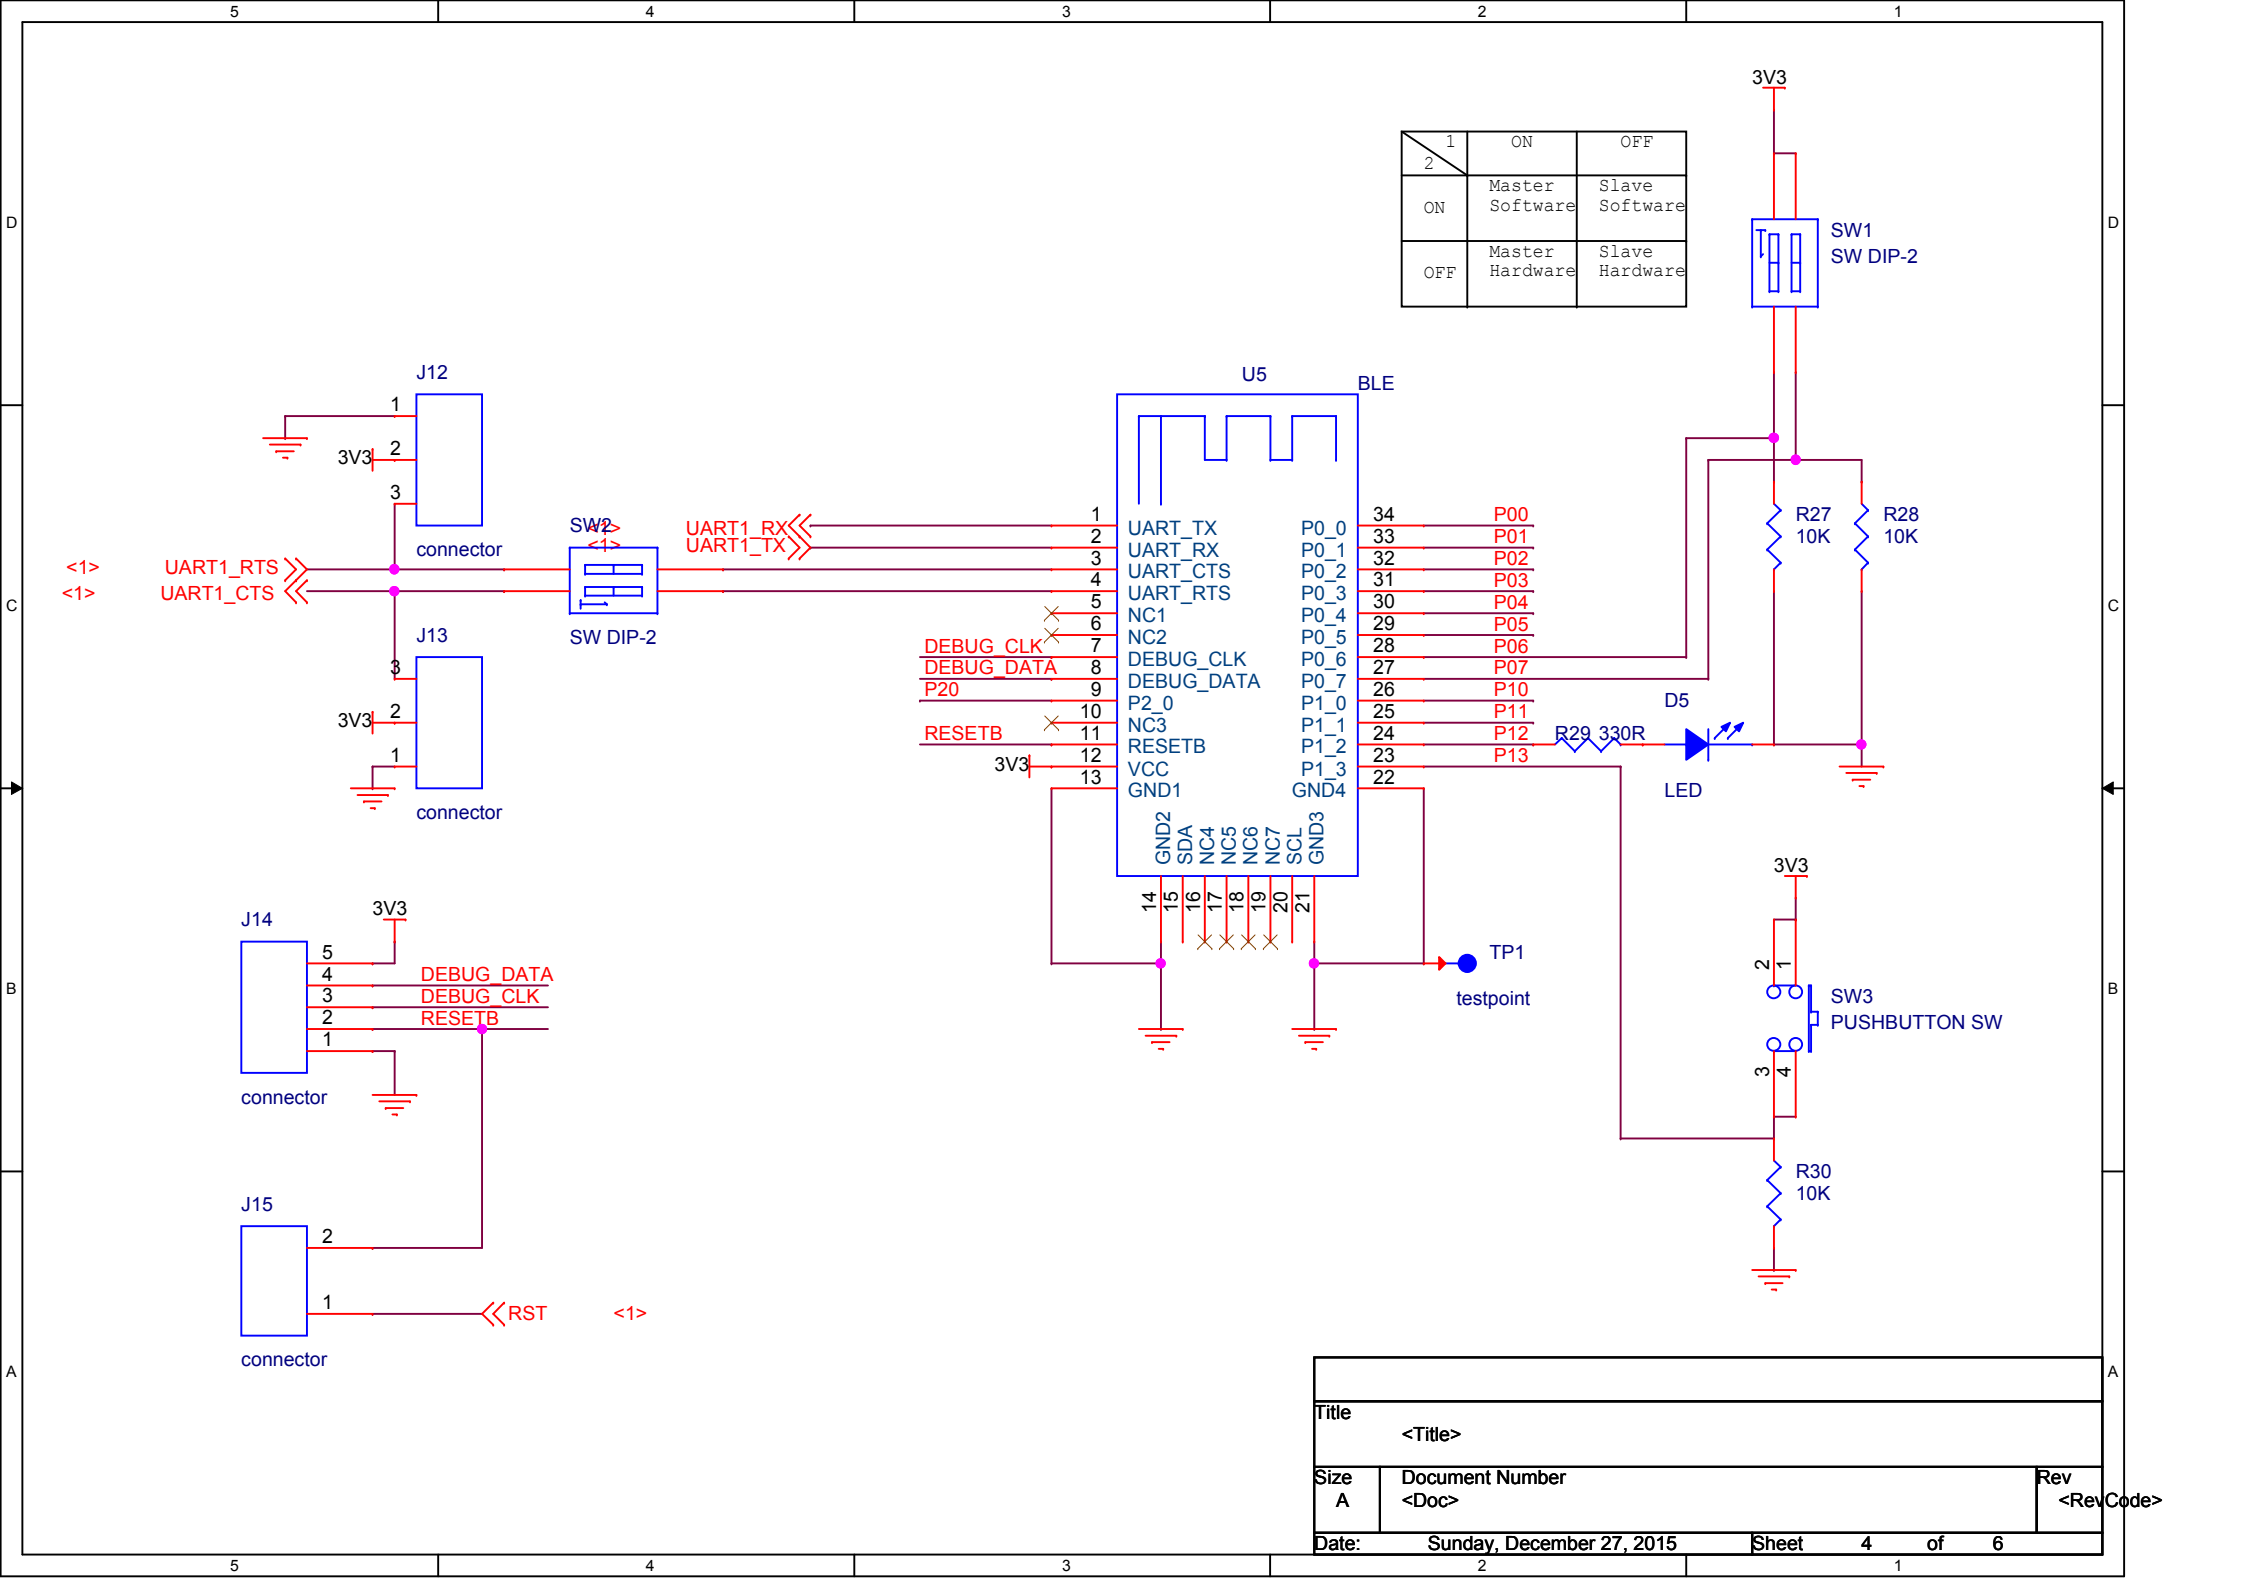 5 4 3 2 1
D
C
B
A
D
C
B
A
3V3
1 ON OFF
2
ON Master Software Slave Software
OFF Master Hardware Slave Hardware
SW1
SW DIP-2
J12
1
3V3 2
3
connector
<1> UART1_RTS
<1> UART1_CTS
SW2
<1>
<1>
SW DIP-2
UART1_RX
UART1_TX
J13
3
3V3 2
1
connector
U5
BLE
1 UART_TX
2 UART_RX
3 UART_CTS
4 UART_RTS
5 NC1
6 NC2
DEBUG_CLK 7 DEBUG_CLK
DEBUG_DATA 8 DEBUG_DATA
P20 9 P2_0
10 NC3
RESETB 11 RESETB
3V3 12 VCC
13 GND1
P0_0 34 P00
P0_1 33 P01
P0_2 32 P02
P0_3 31 P03
P0_4 30 P04
P0_5 29 P05
P0_6 28 P06
P0_7 27 P07
P1_0 26 P10
P1_1 25 P11
P1_2 24 P12
P1_3 23 P13
GND4 22
GND2 SDA NC4 NC5 NC6 NC7 SCL GND3
14 15 16 17 18 19 20 21
R27
10K
R28
10K
R29 330R
D5
LED
TP1
testpoint
3V3
2 1
SW3
PUSHBUTTON SW
3 4
R30
10K
J14
3V3
5
4 DEBUG_DATA
3 DEBUG_CLK
2 RESETB
1
connector
J15
2
1 RST <1>
connector
Title
<Title>
Size Document Number Rev
A <Doc> <RevCode>
Date: Sunday, December 27, 2015 Sheet 4 of 6
5 4 3 2 1